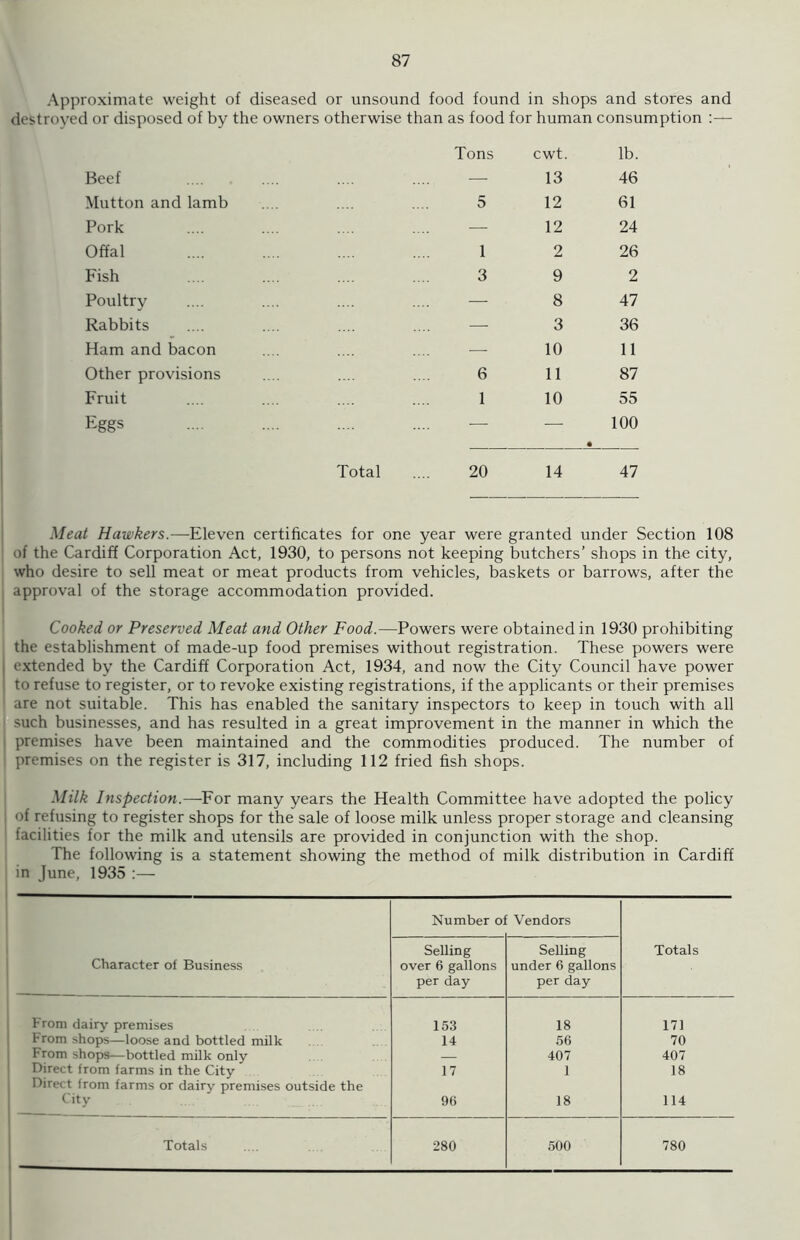 87
Approximate weight of diseased or unsound food found in shops and stores and
destroyed or disposed of by the owners otherwise than as food for human consumption :—
Tons cwt. lb.
Beef .... .... .... .... — 13 46
Mutton and lamb .... .... .... 5 12 61
Pork .... .... .... .... — 12 24
Offal .... .... .... .... 1 2 26
Fish .... .... .... .... 3 9 2
Poultry .... .... .... .... — 8 47
Rabbits .... .... .... .... — 3 36
Ham and bacon .... .... .... — 10 11
Other provisions .... .... .... 6 11 87
Fruit .... .... .... .... 1 10 55
Eggs .... .... .... .... — — 100
Total .... 20 14 47
Meat Hawkers.—Eleven certificates for one year were granted under Section 108
of the Cardiff Corporation Act, 1930, to persons not keeping butchers' shops in the city,
who desire to sell meat or meat products from vehicles, baskets or barrows, after the
approval of the storage accommodation provided.
Cooked or Preserved Meat and Other Food.—Powers were obtained in 1930 prohibiting
the establishment of made-up food premises without registration. These powers were
extended by the Cardiff Corporation Act, 1934, and now the City Council have power
to refuse to register, or to revoke existing registrations, if the applicants or their premises
are not suitable. This has enabled the sanitary inspectors to keep in touch with all
such businesses, and has resulted in a great improvement in the manner in which the
premises have been maintained and the commodities produced. The number of
premises on the register is 317, including 112 fried fish shops.
Milk Inspection.—For many years the Health Committee have adopted the policy
of refusing to register shops for the sale of loose milk unless proper storage and cleansing
facilities for the milk and utensils are provided in conjunction with the shop.
The following is a statement showing the method of milk distribution in Cardiff
in June, 1935 :—
Character of Business
Number of Vendors
Selling over 6 gallons per day
Selling under 6 gallons per day
Totals
From dairy premises .... .... .... 153 18 171
From shops—loose and bottled milk .... .... 14 56 70
From shops—bottled milk only .... .... — 407 407
Direct from farms in the City .... .... 17 1 18
Direct from farms or dairy premises outside the
City .... .... .... .... 96 18 114
Totals .... .... .... 280 500 780